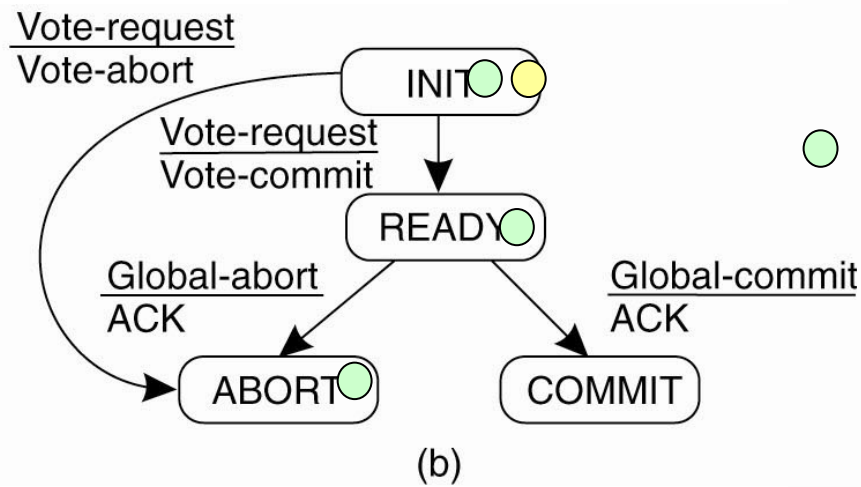 Vote-request
Vote-abort
INIT
Vote-request
Vote-commit
READY
Global-abort
ACK
Global-commit
ACK
ABORT
COMMIT
(b)